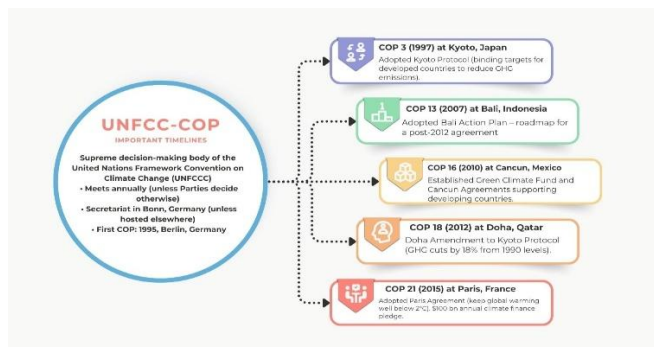 UNFCC-COP
IMPORTANT TIMELINES
Supreme decision-making body of the
United Nations Framework Convention on
Climate Change (UNFCCC)
• Meets annually (unless Parties decide
otherwise)
• Secretariat in Bonn, Germany (unless
hosted elsewhere)
• First COP: 1995, Berlin, Germany
COP 3 (1997) at Kyoto, Japan
Adopted Kyoto Protocol (binding targets for
developed countries to reduce GHG
emissions).
COP 13 (2007) at Bali, Indonesia
Adopted Bali Action Plan – roadmap for
a post-2012 agreement
COP 16 (2010) at Cancun, Mexico
Established Green Climate Fund and
Cancun Agreements supporting
developing countries.
COP 18 (2012) at Doha, Qatar
Doha Amendment to Kyoto Protocol
(GHG cuts by 18% from 1990 levels).
COP 21 (2015) at Paris, France
Adopted Paris Agreement (keep global warming
well below 2°C). $100 bn annual climate finance
pledge.